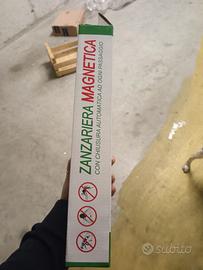 ZANZARIERA MAGNETICA
CON CHIUSURA AUTOMATICA AD OGNI PASSAGGIO
subito